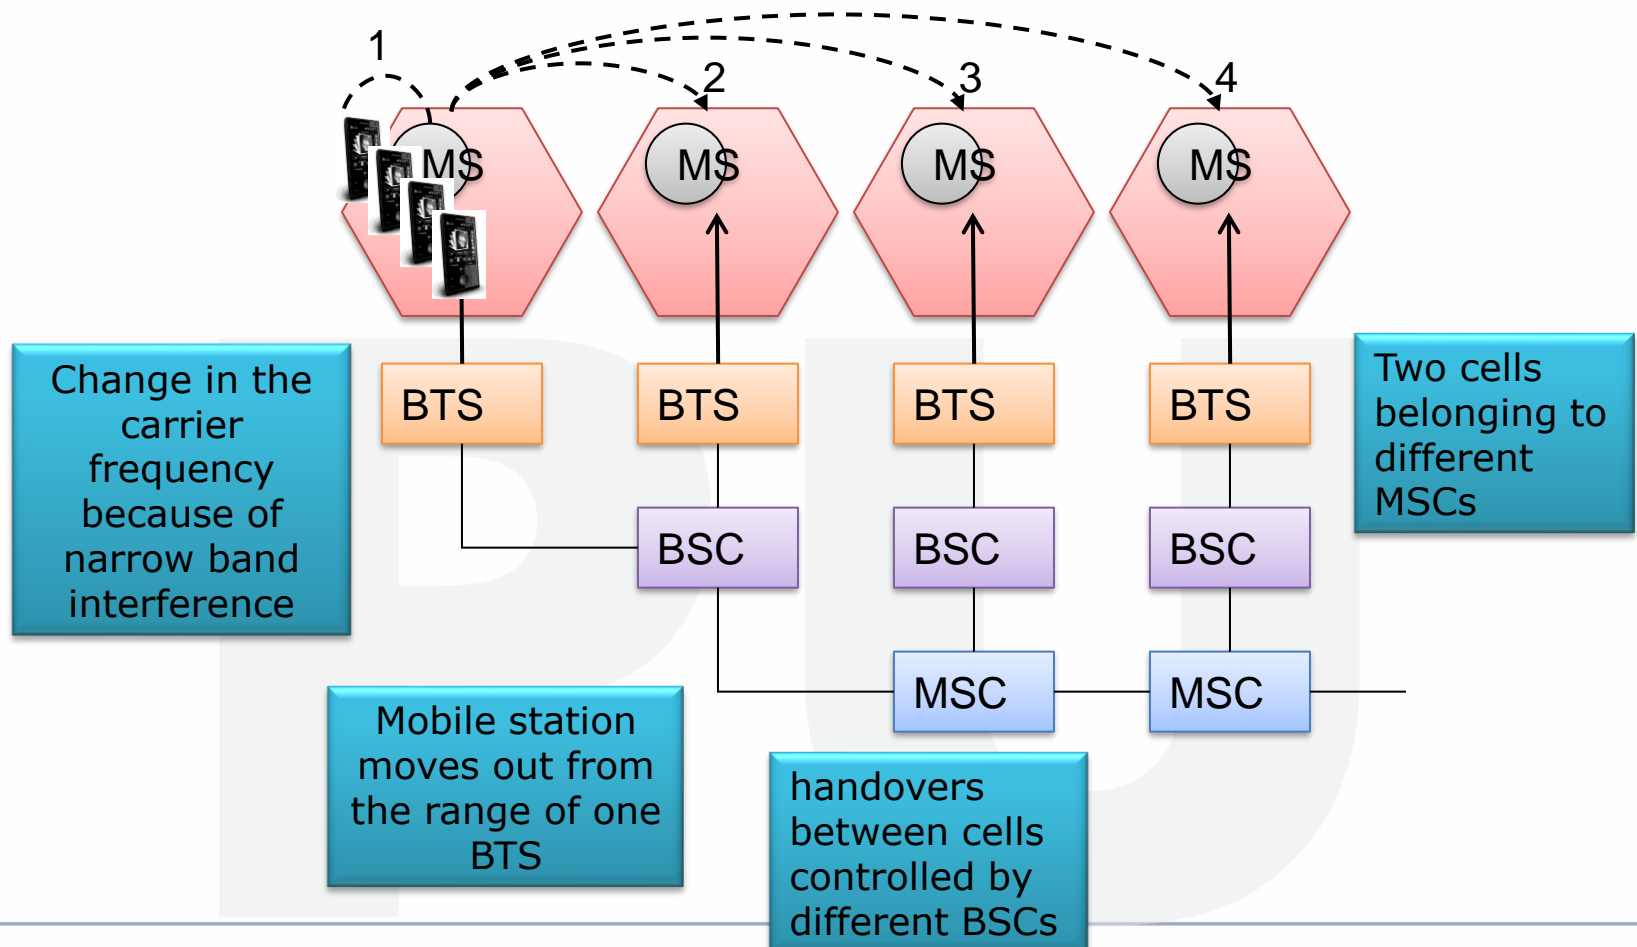 1
2
3
4
MS
MS
MS
MS
BTS
BTS
BTS
BTS
BSC
BSC
BSC
MSC
MSC
Change in the
carrier
frequency
because of
narrow band
interference
Mobile station
moves out from
the range of one
BTS
handovers
between cells
controlled by
different BSCs
Two cells
belonging to
different
MSCs
PU